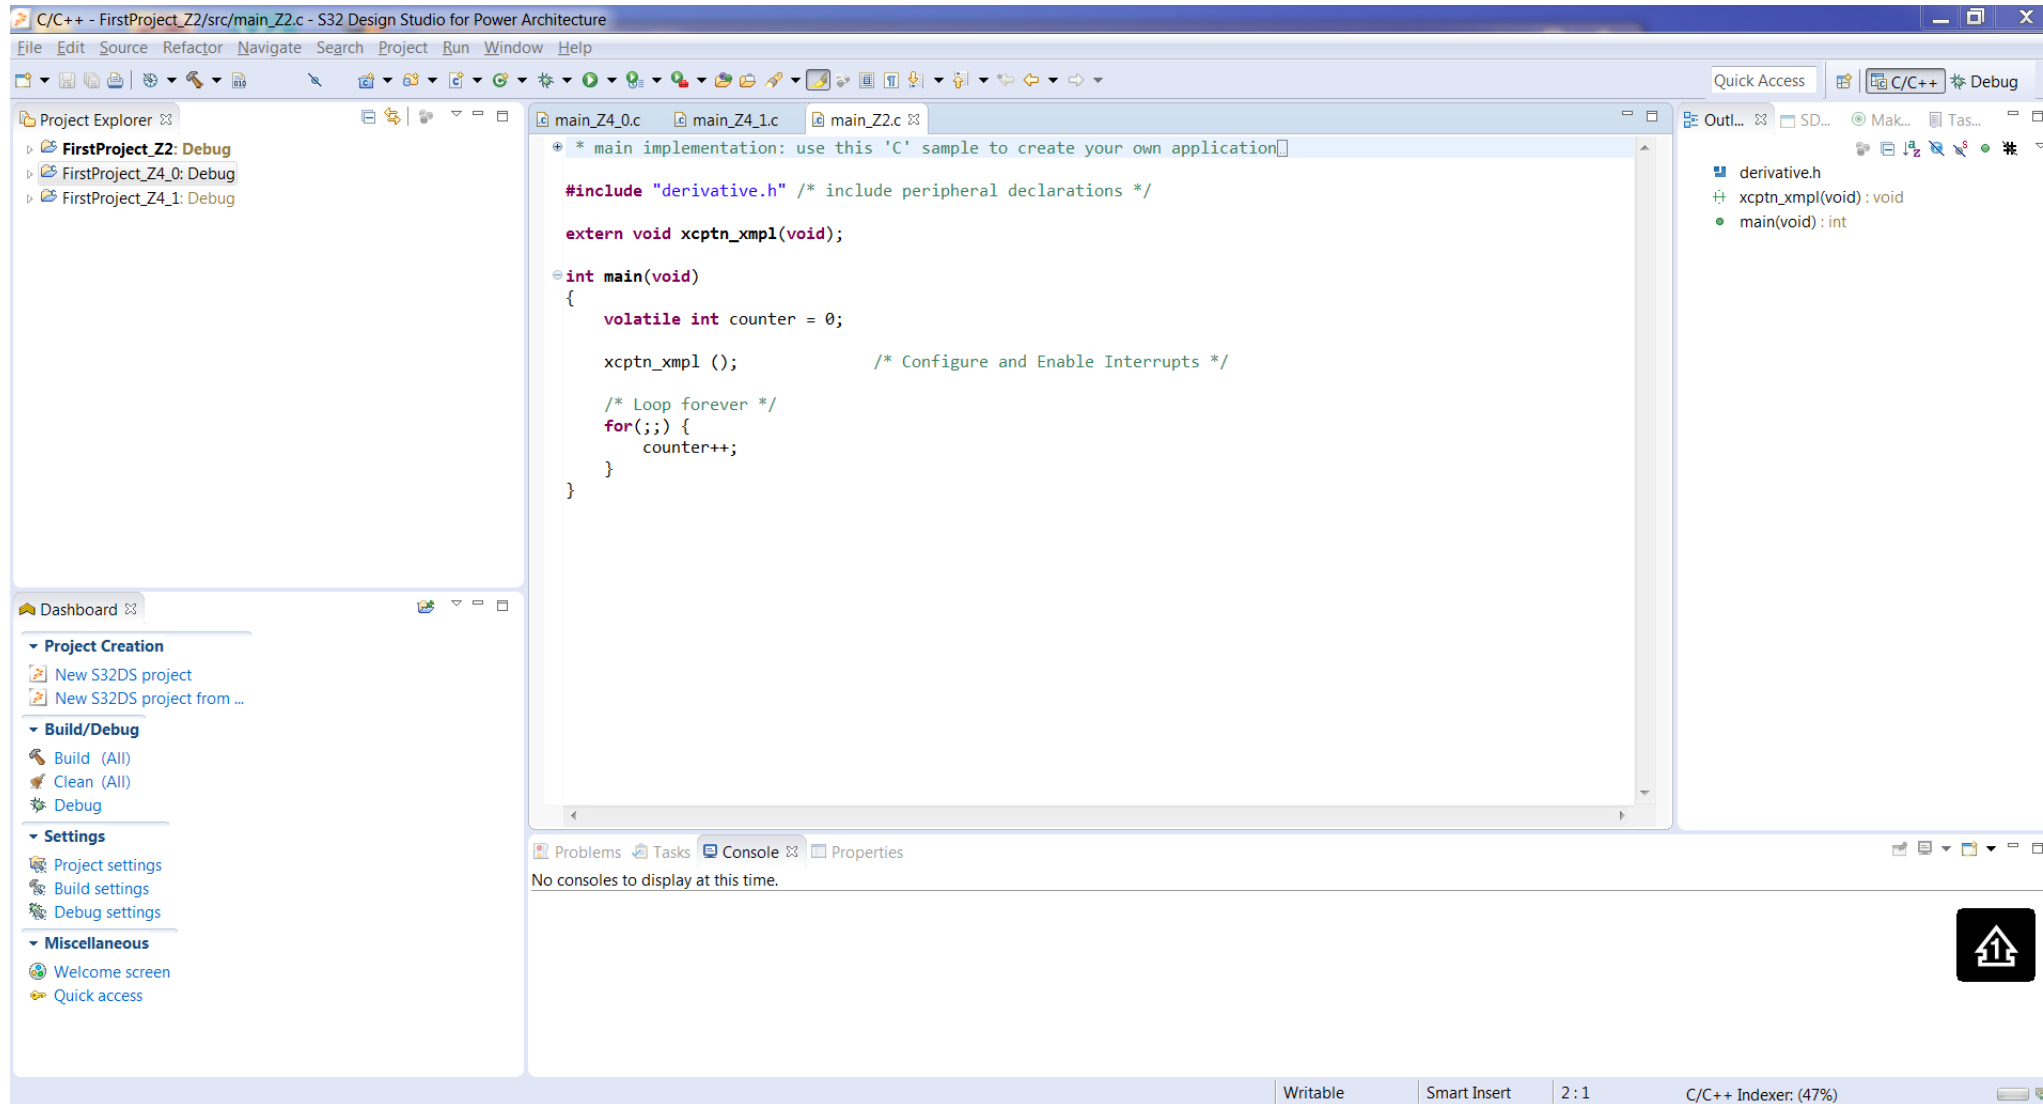 C/C++ - FirstProject_Z2/src/main_Z2.c - S32 Design Studio for Power Architecture
File Edit Source Refactor Navigate Search Project Run Window Help
Quick Access C/C++ Debug
Project Explorer
FirstProject_Z2: Debug
FirstProject_Z4_0: Debug
FirstProject_Z4_1: Debug
main_Z4_0.c main_Z4_1.c main_Z2.c
* main implementation: use this 'C' sample to create your own application
#include "derivative.h" /* include peripheral declarations */
extern void xcptn_xmpl(void);
int main(void)
{
volatile int counter = 0;
xcptn_xmpl (); /* Configure and Enable Interrupts */
/* Loop forever */
for(;;) {
counter++;
}
}
Outl... SD... Mak... Tas...
derivative.h
xcptn_xmpl(void) : void
main(void) : int
Dashboard
Project Creation
New S32DS project
New S32DS project from ...
Build/Debug
Build (All)
Clean (All)
Debug
Settings
Project settings
Build settings
Debug settings
Miscellaneous
Welcome screen
Quick access
Problems Tasks Console Properties
No consoles to display at this time.
1
Writable Smart Insert 2 : 1 C/C++ Indexer: (47%)